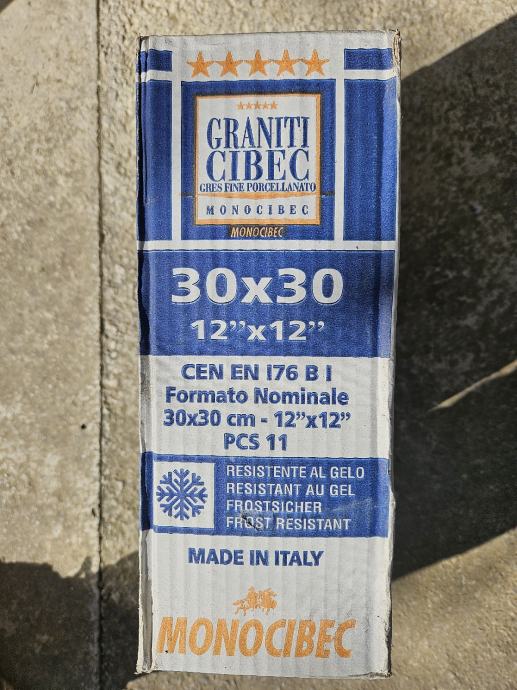 GRANITI
CIBEC
GRES FINE PORCELLANATO
MONOCIBEC
MONOCIBEC
30x30
12”x12”
CEN EN 176 B I
Formato Nominale
30x30 cm - 12”x12”
PCS 11
RESISTENTE AL GELO
RESISTANT AU GEL
FROSTSICHER
FROST RESISTANT
MADE IN ITALY
MONOCIBEC